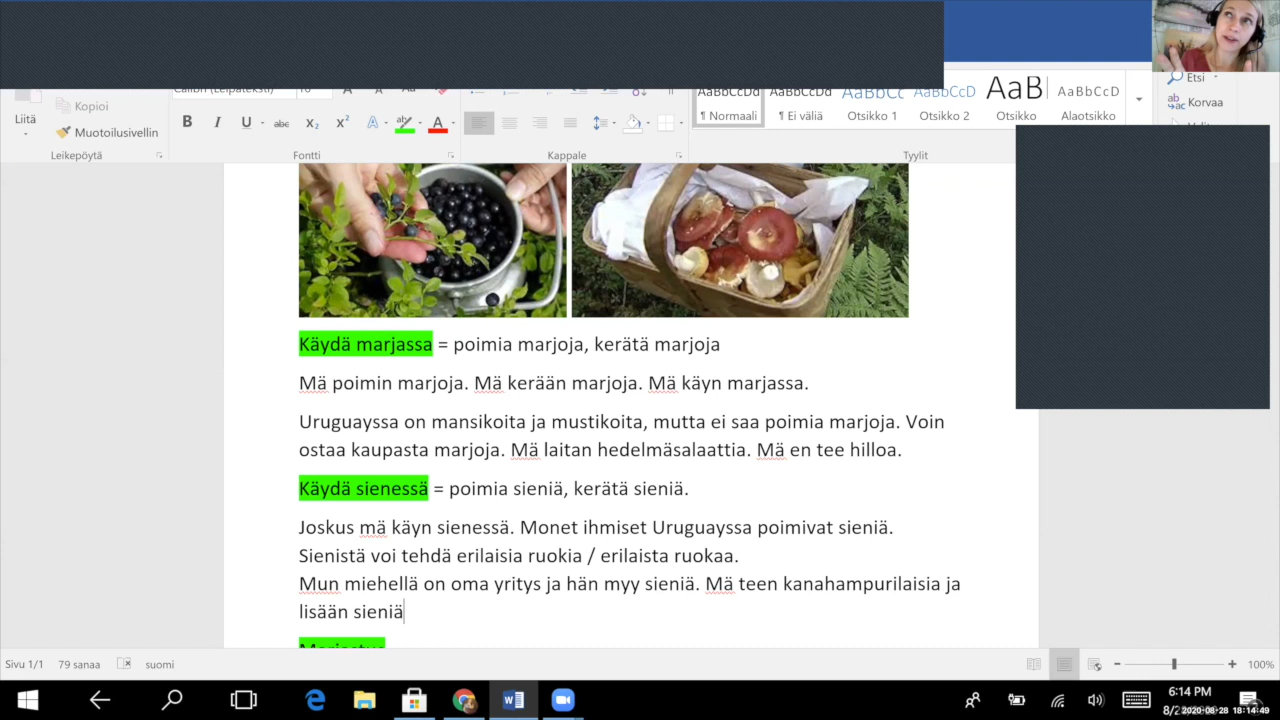 Etsi
Kopioi
AaBbCcDd AaBbCcDd AaBbCc AaBbCcD AaB AaBbCcD
Korvaa
Liitä
Muotoilusivellin
B I U abc X₂ X² A ab A
¶ Normaali ¶ Ei väliä Otsikko 1 Otsikko 2 Otsikko Alaotsikko
Leikepöytä Fontti Kappale Tyylit
Käydä marjassa = poimia marjoja, kerätä marjoja
Mä poimin marjoja. Mä kerään marjoja. Mä käyn marjassa.
Uruguayssa on mansikoita ja mustikoita, mutta ei saa poimia marjoja. Voin
ostaa kaupasta marjoja. Mä laitan hedelmäsalaattia. Mä en tee hilloa.
Käydä sienessä = poimia sieniä, kerätä sieniä.
Joskus mä käyn sienessä. Monet ihmiset Uruguayssa poimivat sieniä.
Sienistä voi tehdä erilaisia ruokia / erilaista ruokaa.
Mun miehellä on oma yritys ja hän myy sieniä. Mä teen kanahampurilaisia ja
lisään sieniä
Sivu 1/1 79 sanaa suomi 100%
6:14 PM
2020-08-28 18:14:49